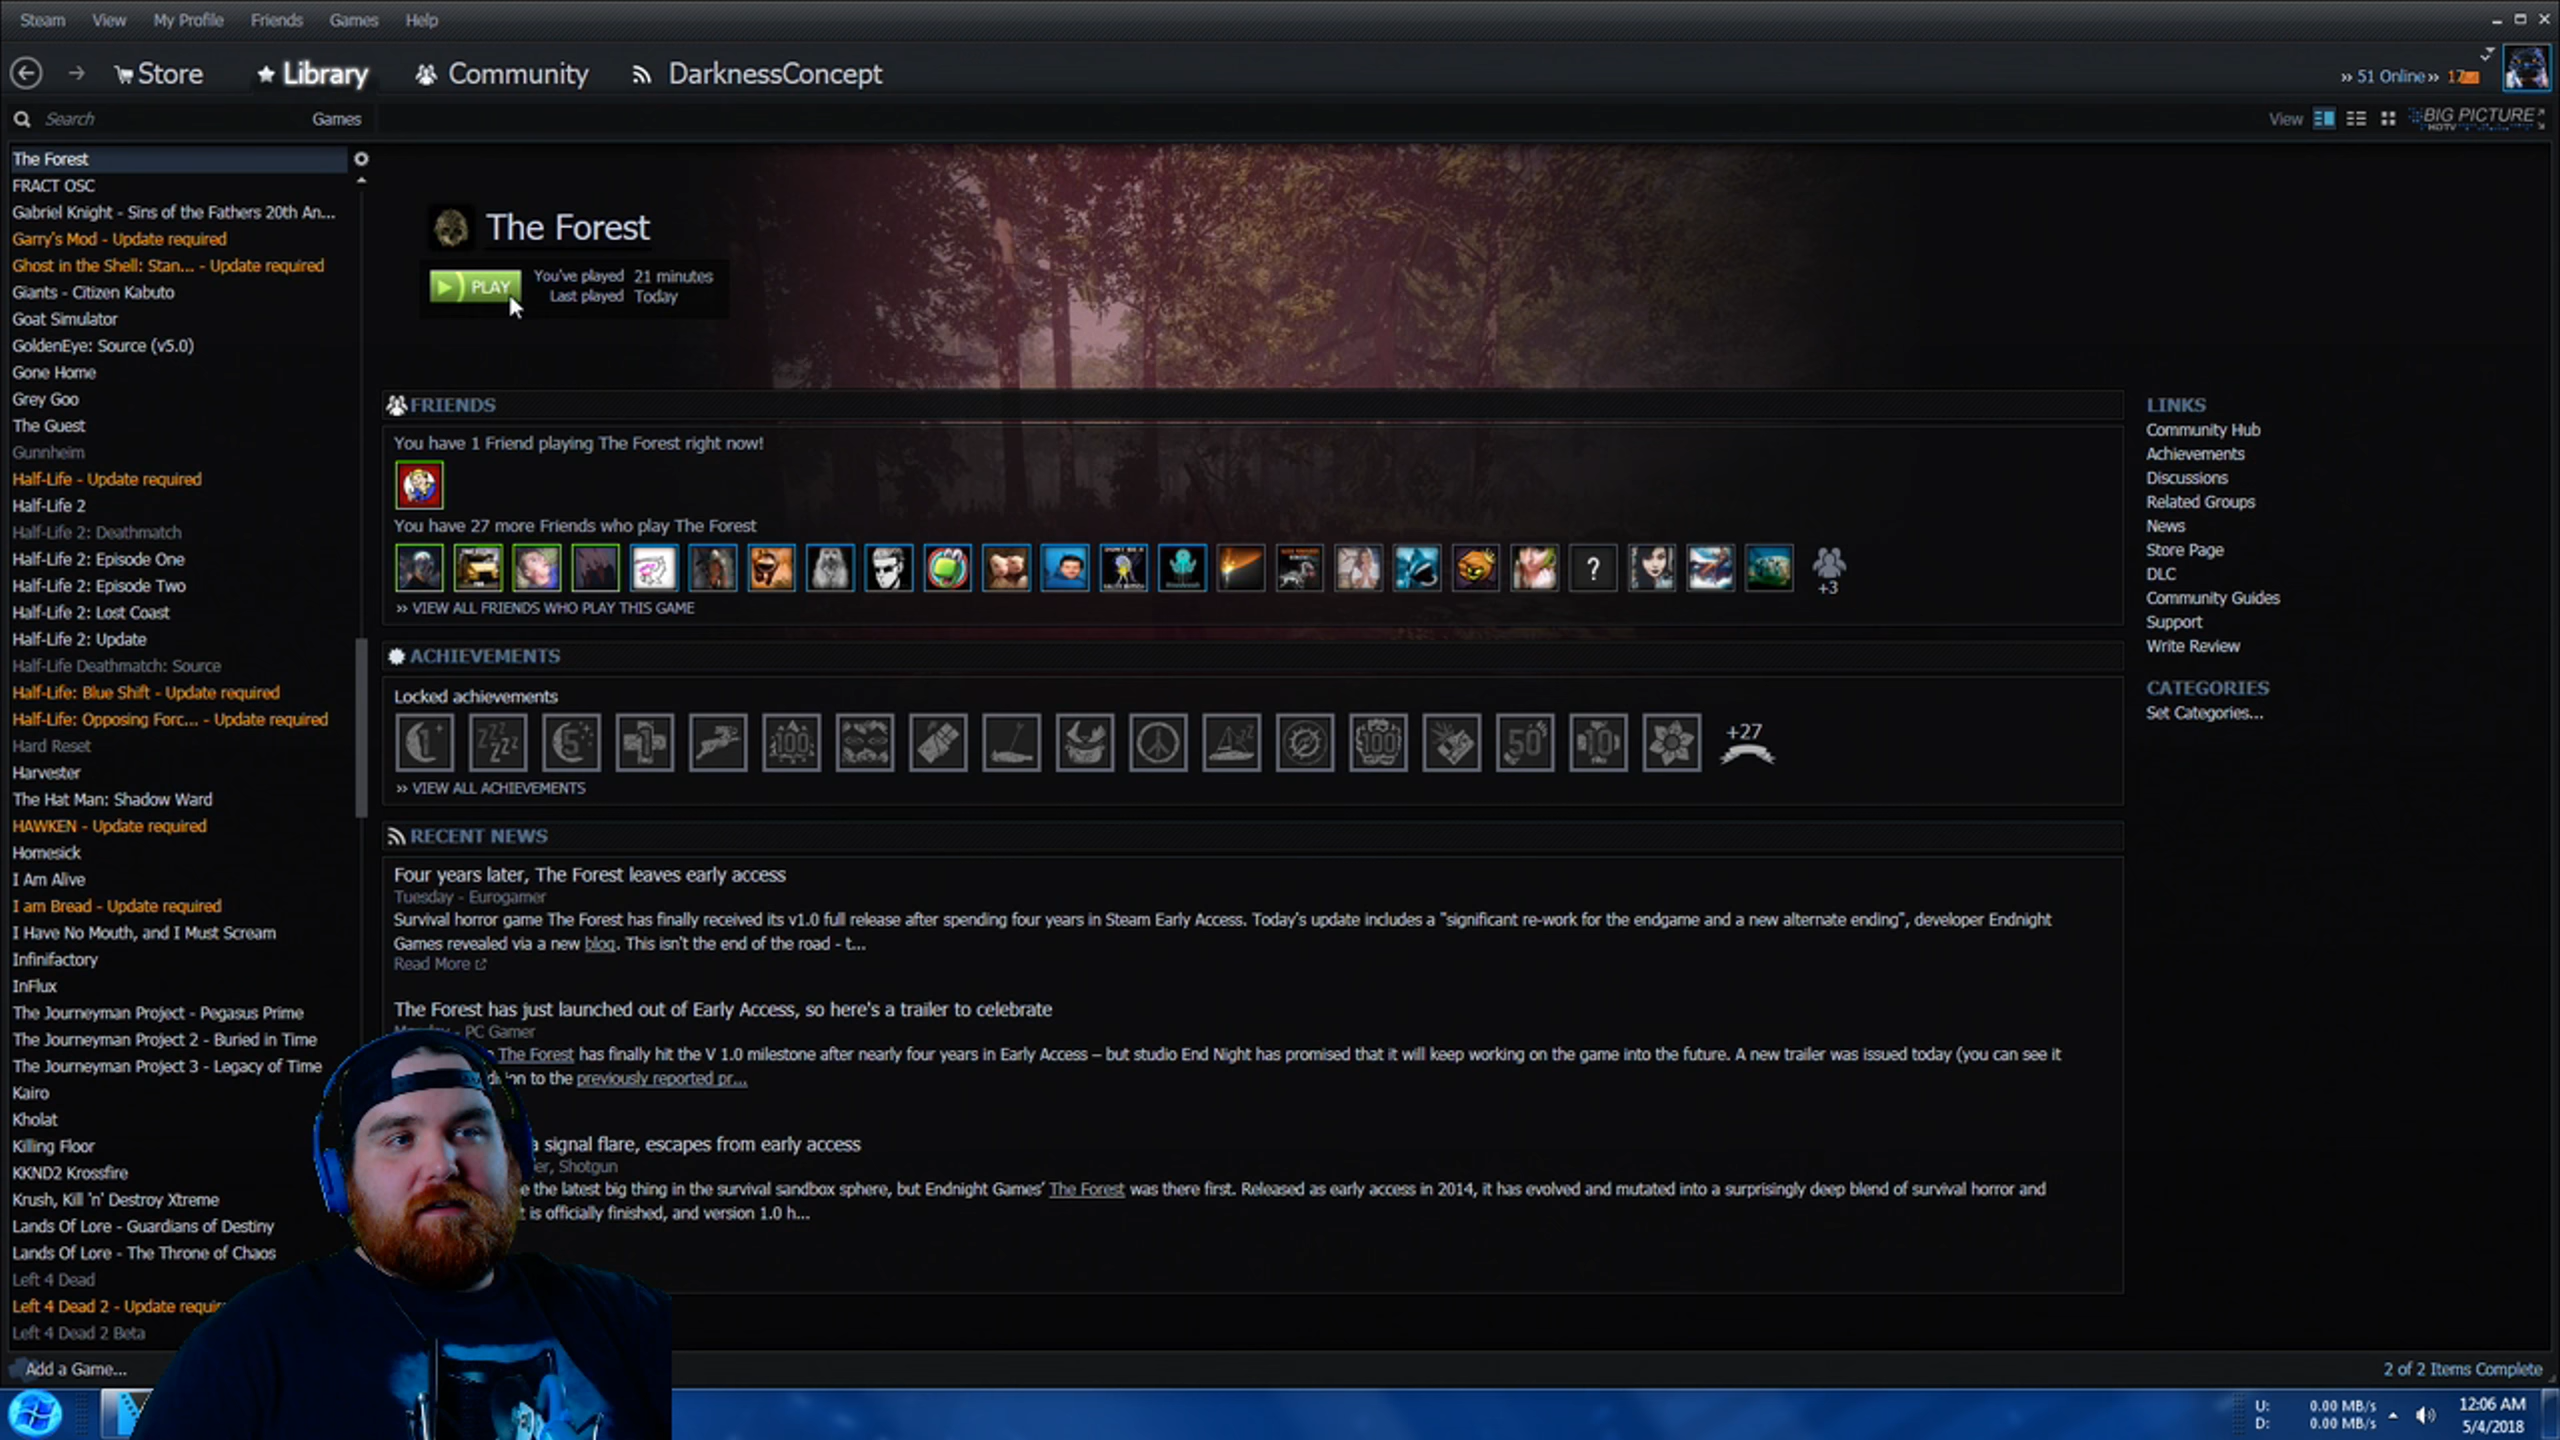 Steam View My Profile Friends Games Help
Store Library Community DarknessConcept
51 Online 17
Search Games
View BIG PICTURE
HDTV
The Forest
FRACT OSC
Gabriel Knight - Sins of the Fathers 20th An...
Garry's Mod - Update required
Ghost in the Shell: Stan... - Update required
Giants - Citizen Kabuto
Goat Simulator
GoldenEye: Source (v5.0)
Gone Home
Grey Goo
The Guest
Gunnheim
Half-Life - Update required
Half-Life 2
Half-Life 2: Deathmatch
Half-Life 2: Episode One
Half-Life 2: Episode Two
Half-Life 2: Lost Coast
Half-Life 2: Update
Half-Life Deathmatch: Source
Half-Life: Blue Shift - Update required
Half-Life: Opposing Forc... - Update required
Hard Reset
Harvester
The Hat Man: Shadow Ward
HAWKEN - Update required
Homesick
I Am Alive
I am Bread - Update required
I Have No Mouth, and I Must Scream
Infinifactory
InFlux
The Journeyman Project - Pegasus Prime
The Journeyman Project 2 - Buried in Time
The Journeyman Project 3 - Legacy of Time
Kairo
Kholat
Killing Floor
KKND2 Krossfire
Krush, Kill 'n' Destroy Xtreme
Lands Of Lore - Guardians of Destiny
Lands Of Lore - The Throne of Chaos
Left 4 Dead
Left 4 Dead 2 - Update requir
Left 4 Dead 2 Beta
Add a Game...
The Forest
PLAY
You've played 21 minutes
Last played Today
FRIENDS
You have 1 Friend playing The Forest right now!
You have 27 more Friends who play The Forest
?
+3
» VIEW ALL FRIENDS WHO PLAY THIS GAME
ACHIEVEMENTS
Locked achievements
1 ZZZZ 5 1 100 100 50 10
+27
» VIEW ALL ACHIEVEMENTS
RECENT NEWS
Four years later, The Forest leaves early access
Tuesday - Eurogamer
Survival horror game The Forest has finally received its v1.0 full release after spending four years in Steam Early Access. Today's update includes a "significant re-work for the endgame and a new alternate ending", developer Endnight
Games revealed via a new blog. This isn't the end of the road - t...
Read More
The Forest has just launched out of Early Access, so here's a trailer to celebrate
Monday - PC Gamer
The Forest has finally hit the V 1.0 milestone after nearly four years in Early Access – but studio End Night has promised that it will keep working on the game into the future. A new trailer was issued today (you can see it
to the previously reported pr...
a signal flare, escapes from early access
er, Shotgun
e the latest big thing in the survival sandbox sphere, but Endnight Games' The Forest was there first. Released as early access in 2014, it has evolved and mutated into a surprisingly deep blend of survival horror and
t is officially finished, and version 1.0 h...
LINKS
Community Hub
Achievements
Discussions
Related Groups
News
Store Page
DLC
Community Guides
Support
Write Review
CATEGORIES
Set Categories...
2 of 2 Items Complete
U: 0.00 MB/s
D: 0.00 MB/s
12:06 AM
5/4/2018